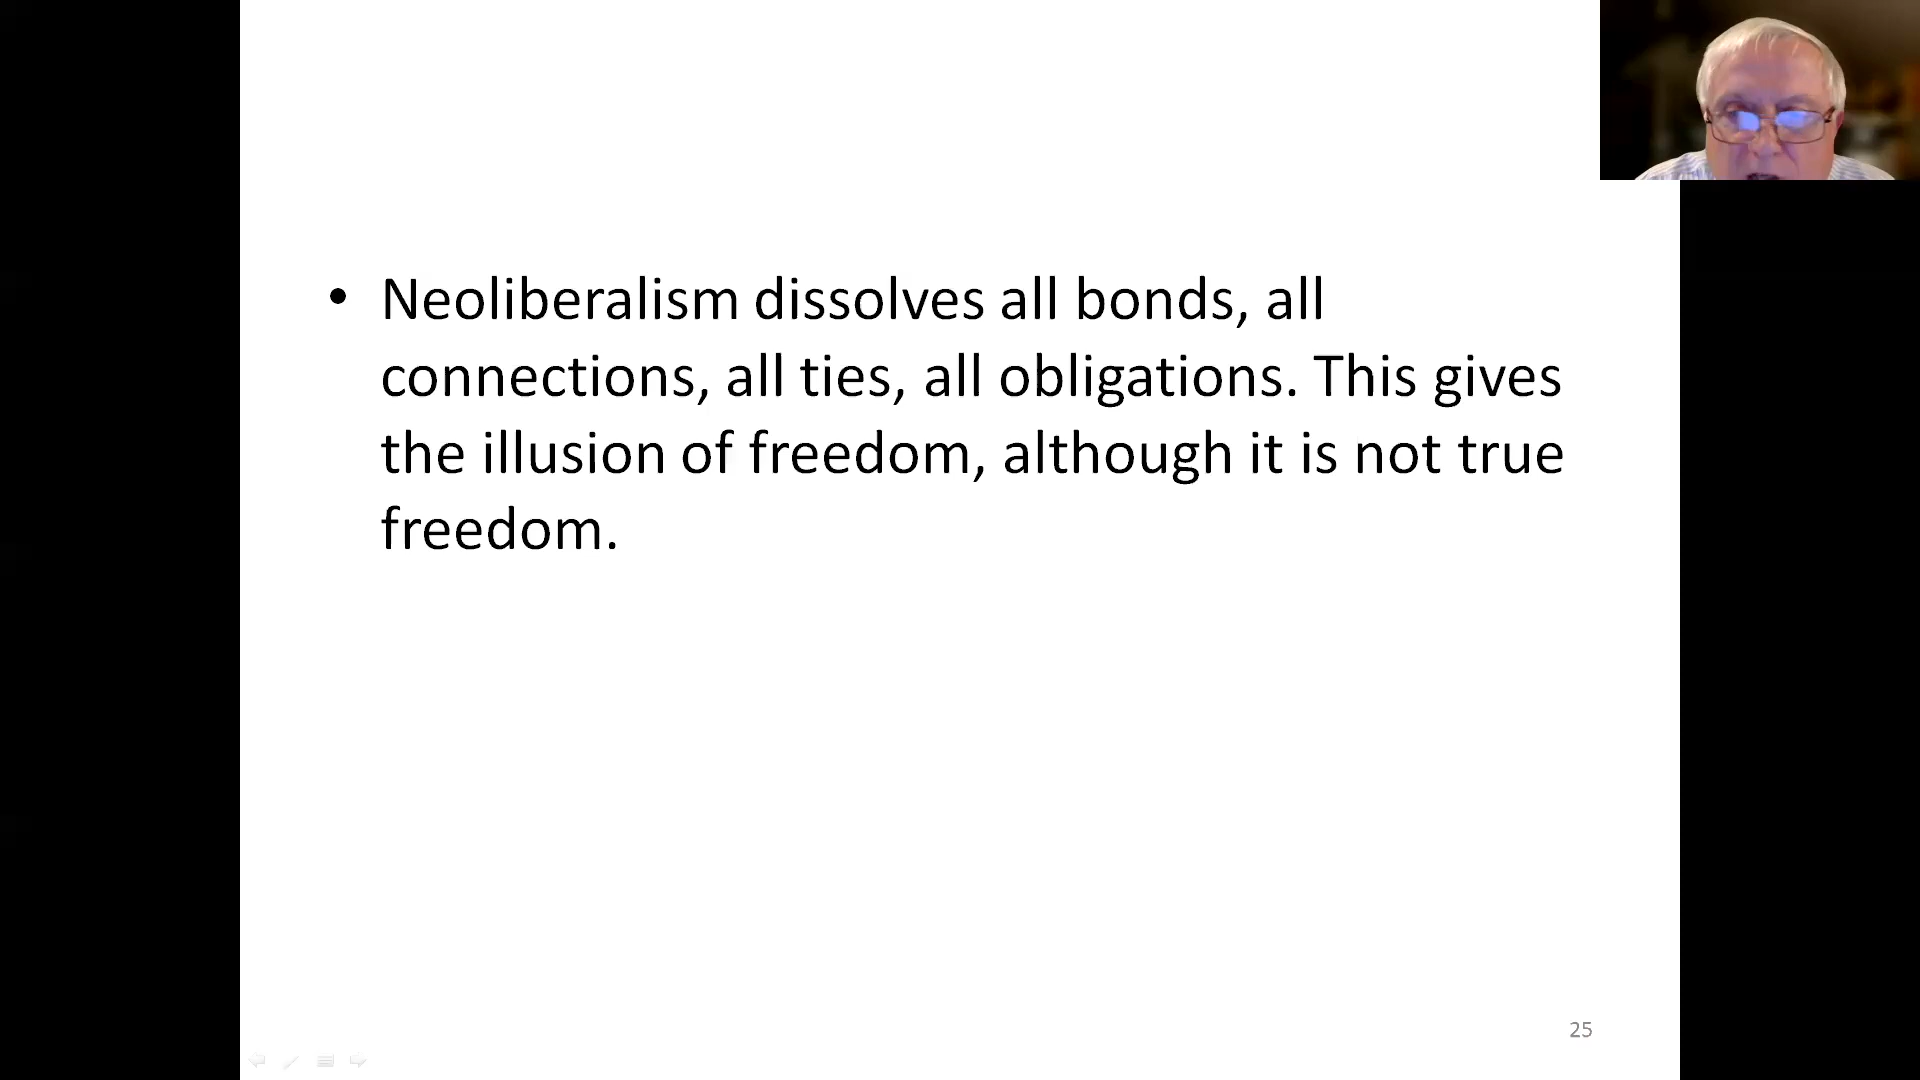 • Neoliberalism dissolves all bonds, all
connections, all ties, all obligations. This gives
the illusion of freedom, although it is not true
freedom.
25